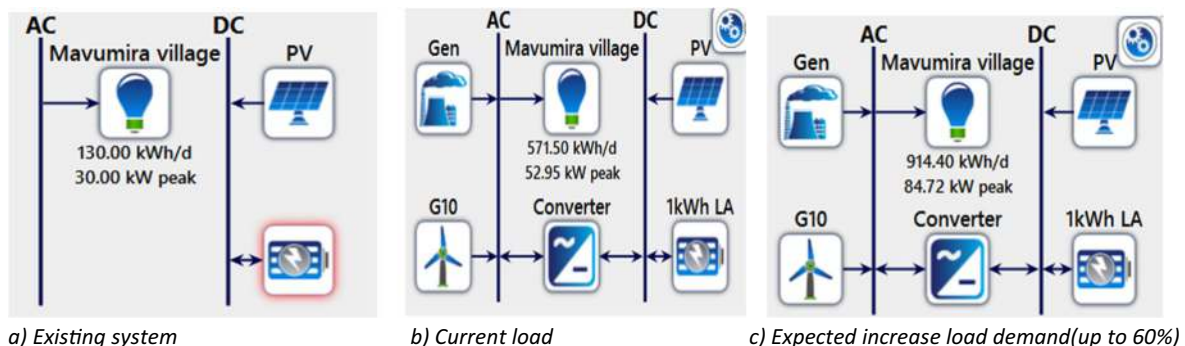 AC DC
Mavumira village PV
130.00 kWh/d
30.00 kW peak
a) Existing system
AC DC
Gen Mavumira village PV
571.50 kWh/d
52.95 kW peak
G10 Converter 1kWh LA
b) Current load
AC DC
Gen Mavumira village PV
914.40 kWh/d
84.72 kW peak
G10 Converter 1kWh LA
c) Expected increase load demand(up to 60%)